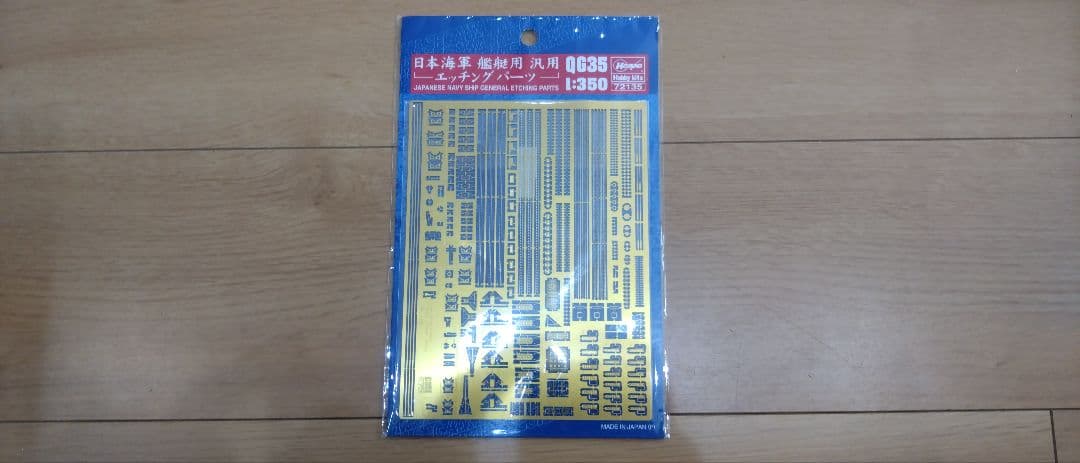 日本海軍 艦艇用 汎用
エッチング パーツ
JAPANESE NAVY SHIP GENERAL ETCHING PARTS
QG35
1:350
Hasegawa
Hobby kits
72135
MADE IN JAPAN